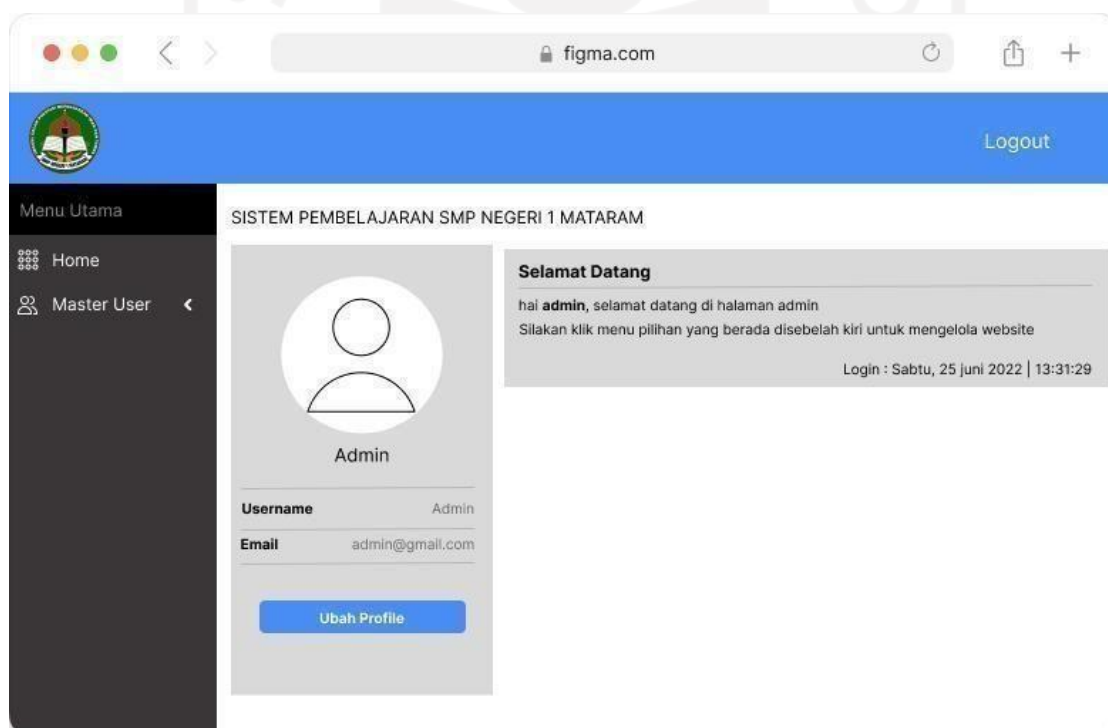 figma.com
Logout
Menu Utama
Home
Master User
SISTEM PEMBELAJARAN SMP NEGERI 1 MATARAM
Admin
Username Admin
Email admin@gmail.com
Ubah Profile
Selamat Datang
hai admin, selamat datang di halaman admin
Silakan klik menu pilihan yang berada disebelah kiri untuk mengelola website
Login : Sabtu, 25 juni 2022 | 13:31:29